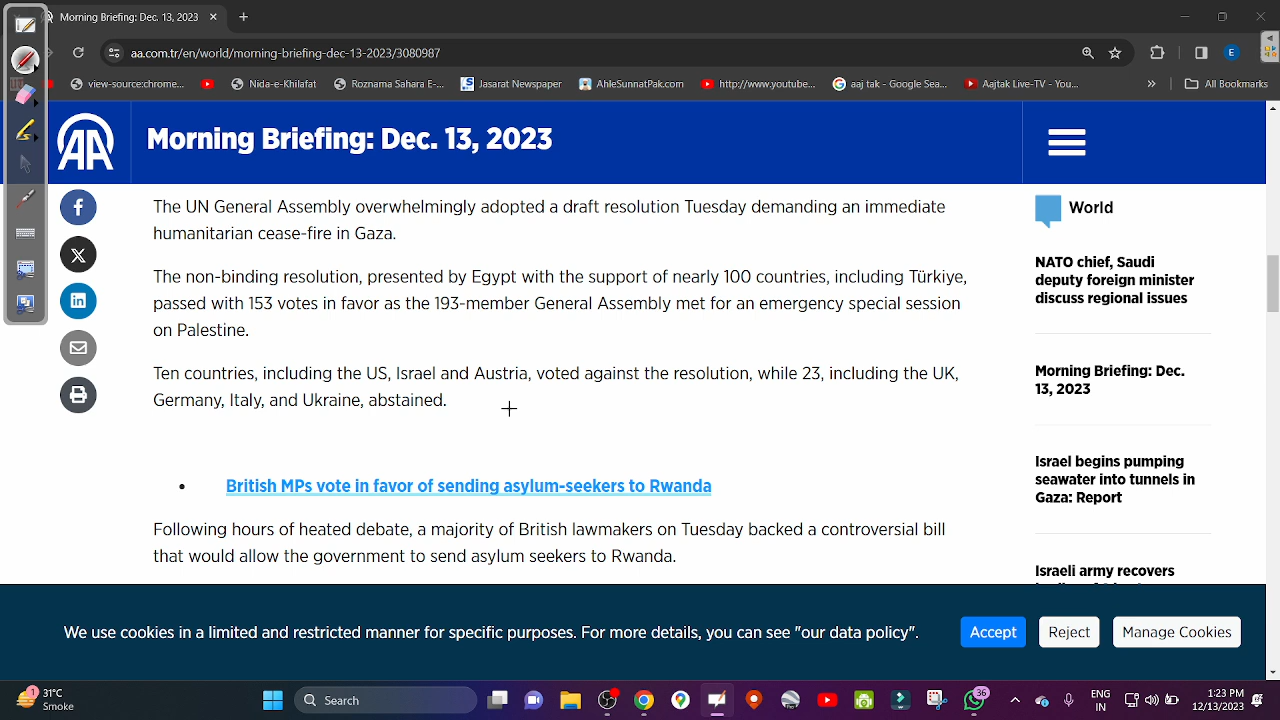 Morning Briefing: Dec. 13, 2023
aa.com.tr/en/world/morning-briefing-dec-13-2023/3080987
E
view-source:chrome...
Nida-e-Khilafat
Roznama Sahara E-...
Jasarat Newspaper
AhleSunnatPak.com
http://www.youtube...
aaj tak - Google Sea...
Aajtak Live-TV - You...
»
All Bookmarks
AA
Morning Briefing: Dec. 13, 2023
The UN General Assembly overwhelmingly adopted a draft resolution Tuesday demanding an immediate
humanitarian cease-fire in Gaza.
The non-binding resolution, presented by Egypt with the support of nearly 100 countries, including Türkiye,
passed with 153 votes in favor as the 193-member General Assembly met for an emergency special session
on Palestine.
Ten countries, including the US, Israel and Austria, voted against the resolution, while 23, including the UK,
Germany, Italy, and Ukraine, abstained.
• British MPs vote in favor of sending asylum-seekers to Rwanda
Following hours of heated debate, a majority of British lawmakers on Tuesday backed a controversial bill
that would allow the government to send asylum seekers to Rwanda.
World
NATO chief, Saudi
deputy foreign minister
discuss regional issues
Morning Briefing: Dec.
13, 2023
Israel begins pumping
seawater into tunnels in
Gaza: Report
Israeli army recovers
We use cookies in a limited and restricted manner for specific purposes. For more details, you can see "our data policy".
Accept
Reject
Manage Cookies
1
3°C
Smoke
Search
36
ENG
IN
1:23 PM
12/13/2023